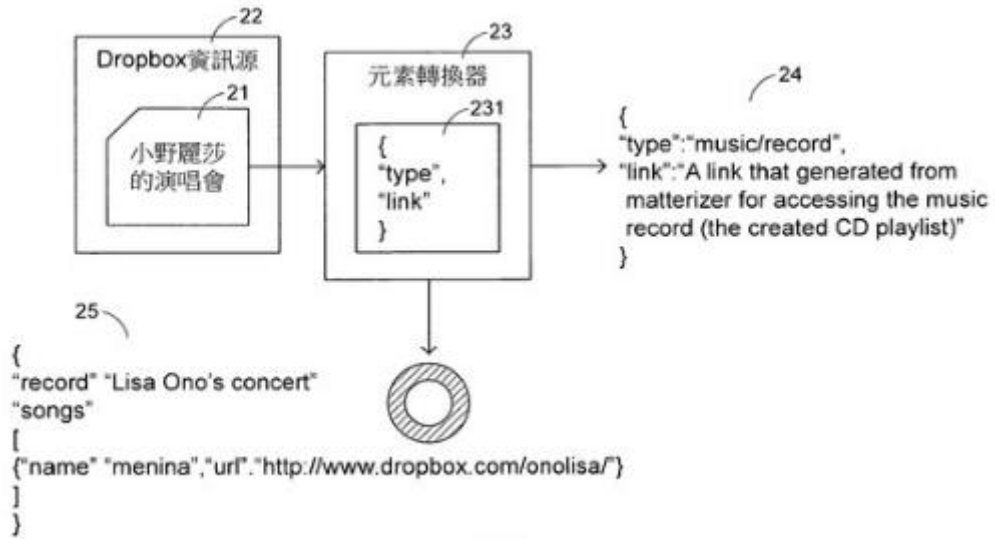 22
Dropbox資訊源
21
小野麗莎
的演唱會
23
元素轉換器
231
{
“type”,
“link”
}
24
{
“type”:“music/record”,
“link”:“A link that generated from
matterizer for accessing the music
record (the created CD playlist)”
}
25
{
“record” “Lisa Ono’s concert”
“songs”
[
{“name” “menina”,“url”.“http://www.dropbox.com/onolisa/”}
]
}